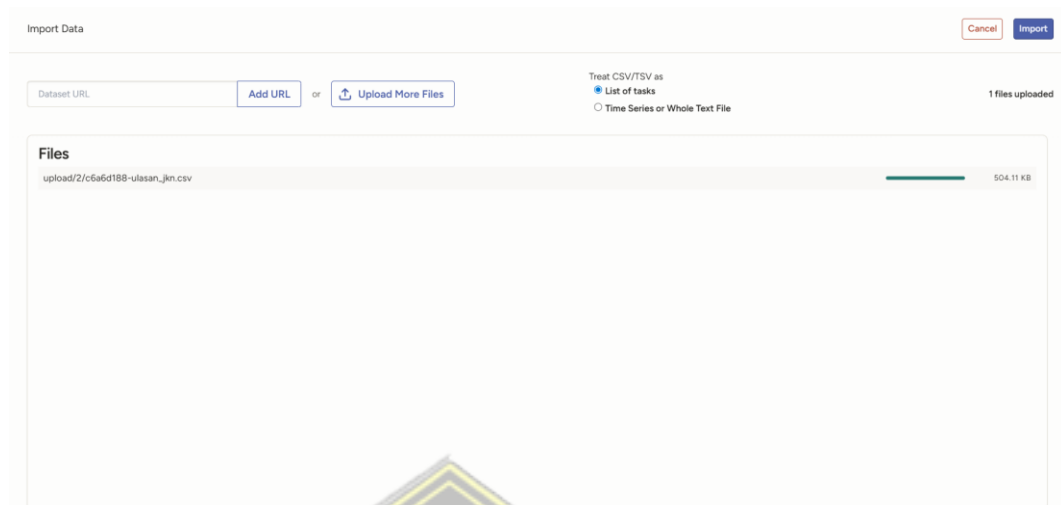 Import Data
Cancel
Import
Dataset URL
Add URL
or
Upload More Files
Treat CSV/TSV as
List of tasks
Time Series or Whole Text File
1 files uploaded
Files
upload/2/c6a6d188-ulasan_jkn.csv
504.11 KB